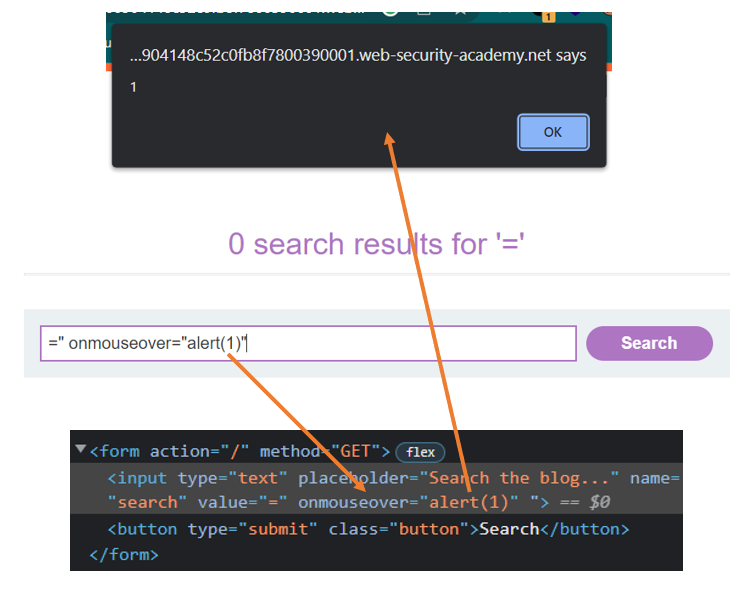 ...904148c52c0fb8f7800390001.web-security-academy.net says
1
OK
0 search results for '='
=" onmouseover="alert(1)"
Search
<form action="/" method="GET"> flex
<input type="text" placeholder="Search the blog..." name=
"search" value="=" onmouseover="alert(1)" "> == $0
<button type="submit" class="button">Search</button>
</form>